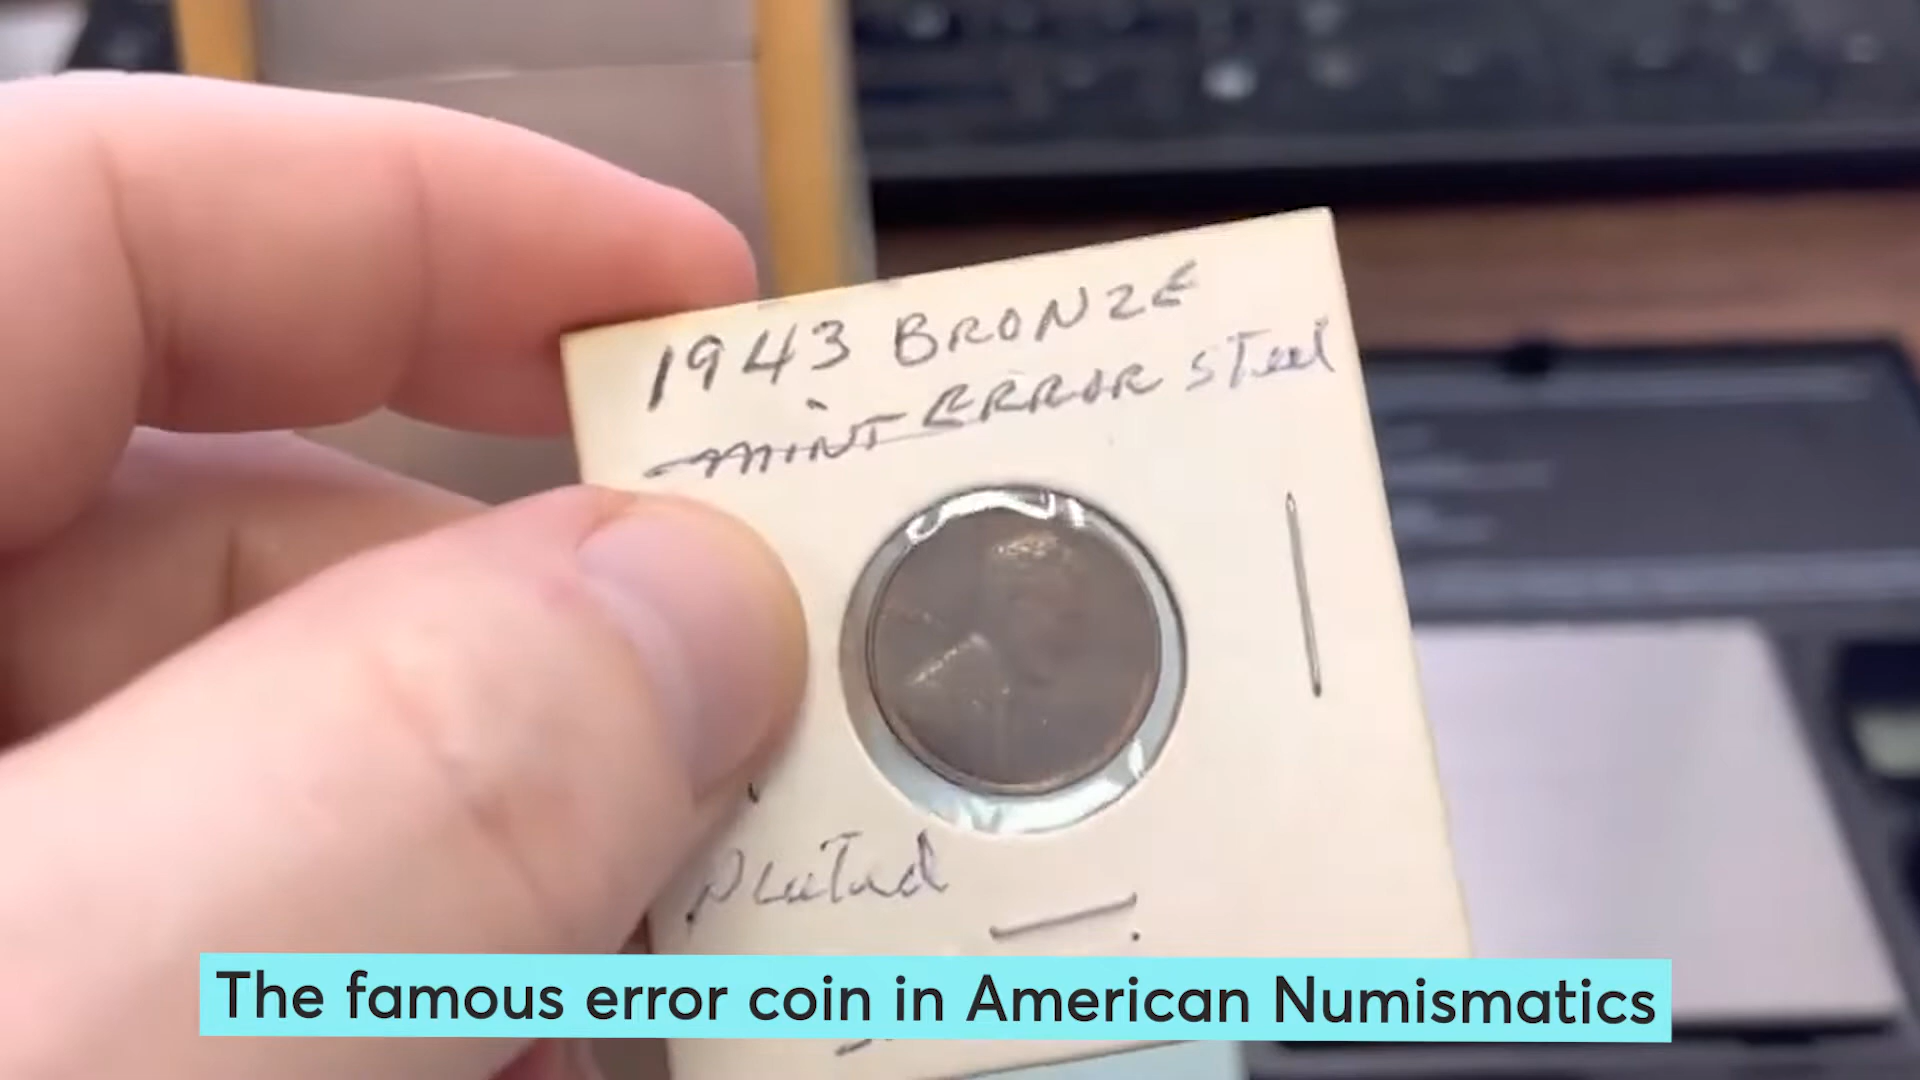 1943 BRONZE
MINT ERROR STeel
PLaTed
The famous error coin in American Numismatics